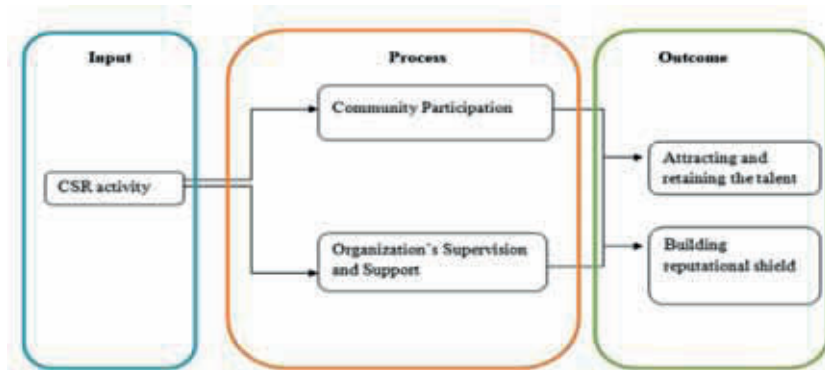 Input
Process
Outcome
Community Participation
CSR activity
Attracting and
retaining the talent
Organization's Supervision
and Support
Building
reputational shield